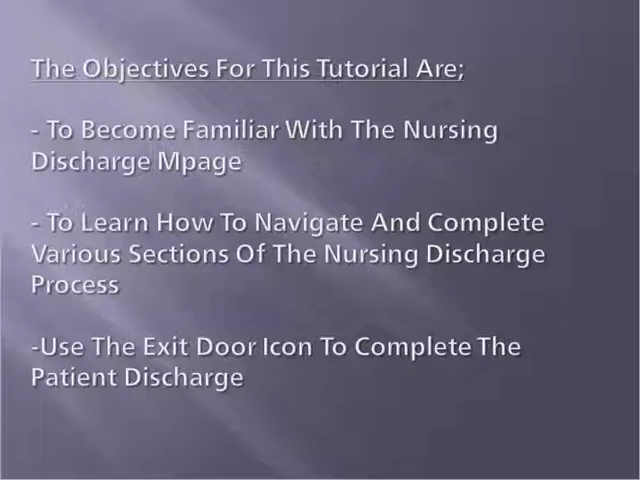 The Objectives For This Tutorial Are;
- To Become Familiar With The Nursing
Discharge Mpage
- To Learn How To Navigate And Complete
Various Sections Of The Nursing Discharge
Process
-Use The Exit Door Icon To Complete The
Patient Discharge